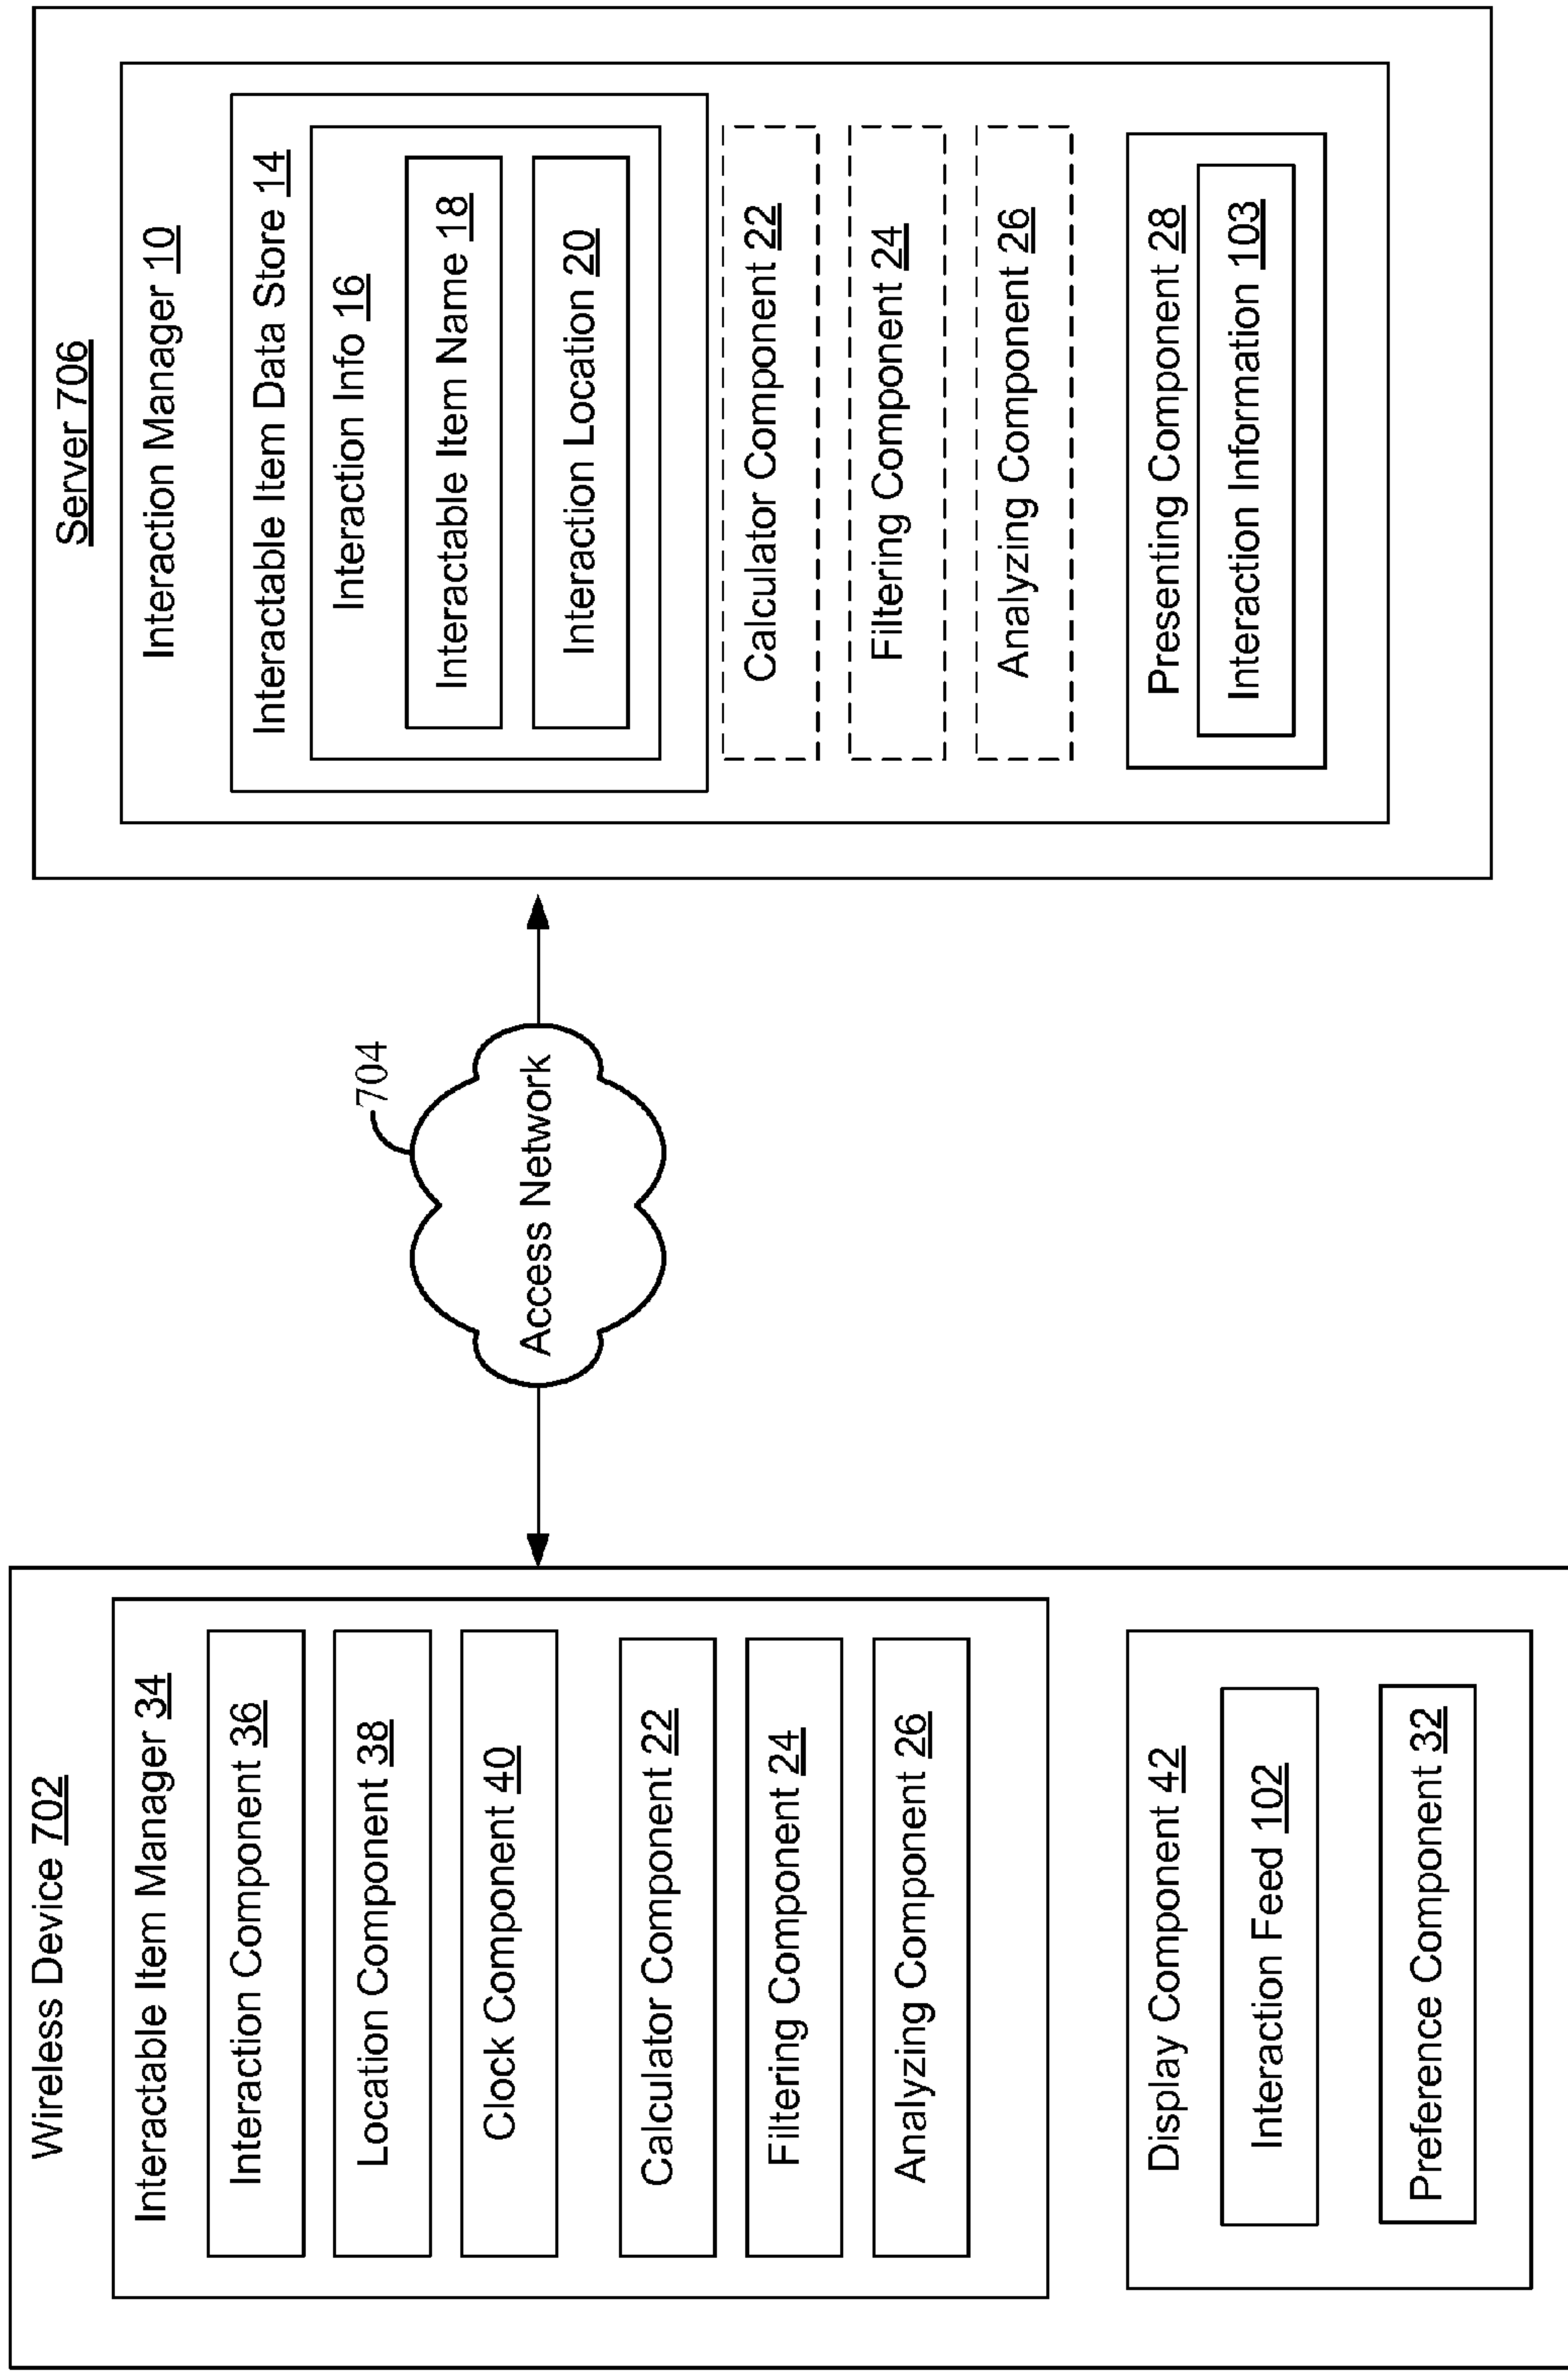 Wireless Device 702
Interactable Item Manager 34
Interaction Component 36
Location Component 38
Clock Component 40
Calculator Component 22
Filtering Component 24
Analyzing Component 26
Display Component 42
Interaction Feed 102
Preference Component 32
704
Access Network
Server 706
Interaction Manager 10
Interactable Item Data Store 14
Interaction Info 16
Interactable Item Name 18
Interaction Location 20
Calculator Component 22
Filtering Component 24
Analyzing Component 26
Presenting Component 28
Interaction Information 103